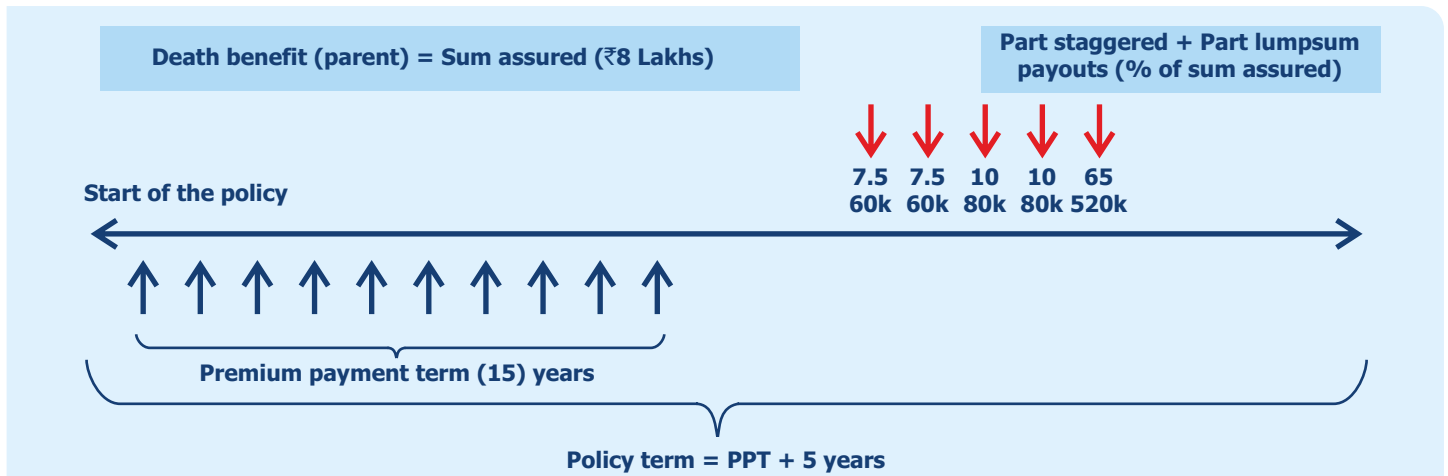 Death benefit (parent) = Sum assured (₹8 Lakhs)
Part staggered + Part lumpsum
payouts (% of sum assured)
7.5 7.5 10 10 65
60k 60k 80k 80k 520k
Start of the policy
Premium payment term (15) years
Policy term = PPT + 5 years